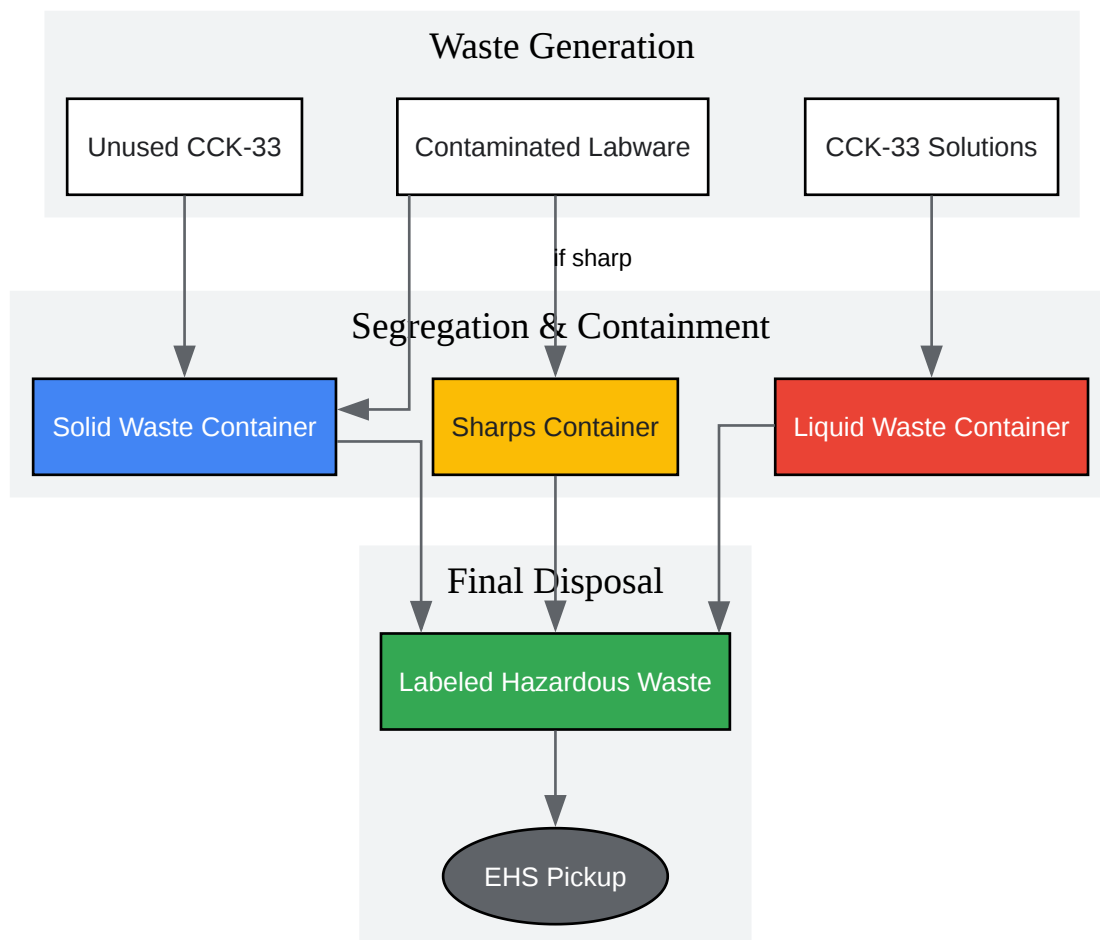 Waste Generation
Unused CCK-33
Contaminated Labware
CCK-33 Solutions
if sharp
Segregation & Containment
Solid Waste Container
Sharps Container
Liquid Waste Container
Final Disposal
Labeled Hazardous Waste
EHS Pickup